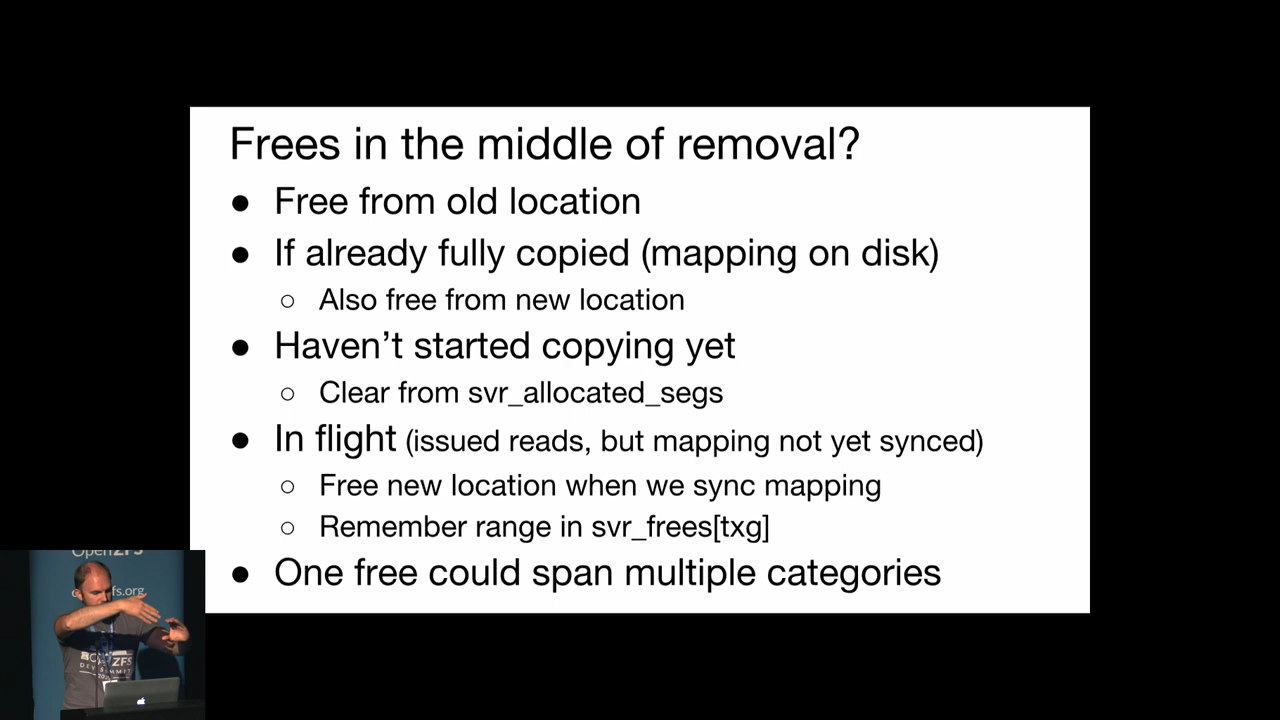 Frees in the middle of removal?
● Free from old location
● If already fully copied (mapping on disk)
○ Also free from new location
● Haven’t started copying yet
○ Clear from svr_allocated_segs
● In flight (issued reads, but mapping not yet synced)
○ Free new location when we sync mapping
○ Remember range in svr_frees[txg]
● One free could span multiple categories
OpenZFS
fs.org
ZFS